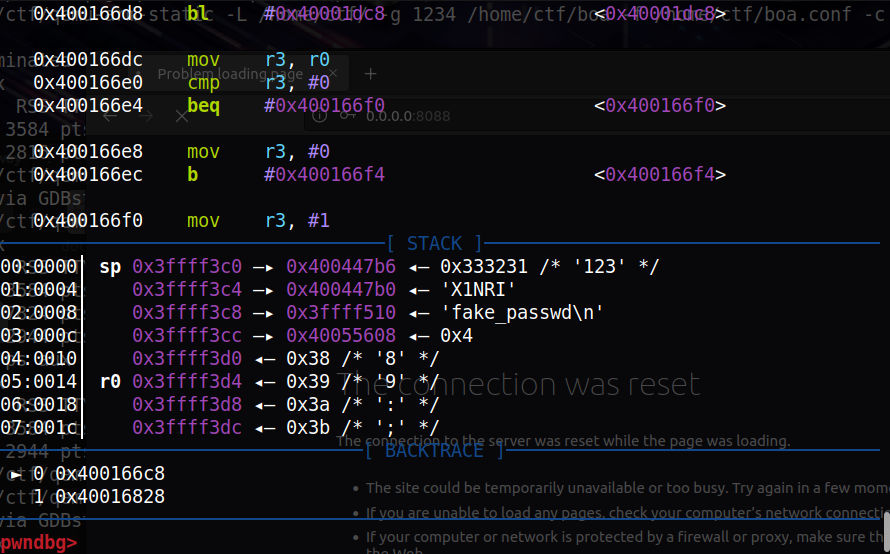 /ctf/q static -L /home/ctf/ -g 1234 /home/ctf/boa -f /home/ctf/boa.conf -c
0x400166d8 bl #0x40001dc8 <0x40001dc8>
0x400166dc mov r3, r0
Problem loading page
0x400166e0 cmp r3, #0
0x400166e4 beq #0x400166f0 <0x400166f0>
0.0.0.0:8088
3584 pts
0x400166e8 mov r3, #0
0x400166ec b #0x400166f4 <0x400166f4>
via GDBs
0x400166f0 mov r3, #1
[ STACK ]
00:0000│ sp 0x3ffff3c0 —▸ 0x400447b6 ◂— 0x333231 /* '123' */
01:0004│ 0x3ffff3c4 —▸ 0x400447b0 ◂— 'X1NRI'
02:0008│ 0x3ffff3c8 —▸ 0x3ffff510 ◂— 'fake_passwd\n'
03:000c│ 0x3ffff3cc —▸ 0x40055608 ◂— 0x4
04:0010│ 0x3ffff3d0 ◂— 0x38 /* '8' */
05:0014│ r0 0x3ffff3d4 ◂— 0x39 /* '9' */
The connection was reset
06:0018│ 0x3ffff3d8 ◂— 0x3a /* ':' */
07:001c│ 0x3ffff3dc ◂— 0x3b /* ';' */
The connection to the server was reset while the page was loading.
2944 pts
[ BACKTRACE ]
► 0 0x400166c8
1 0x40016828
The site could be temporarily unavailable or too busy. Try again in a few mome
If you are unable to load any pages, check your computer's network connecti
via GDBs
If your computer or network is protected by a firewall or proxy, make sure th
the Web.
pwndbg>